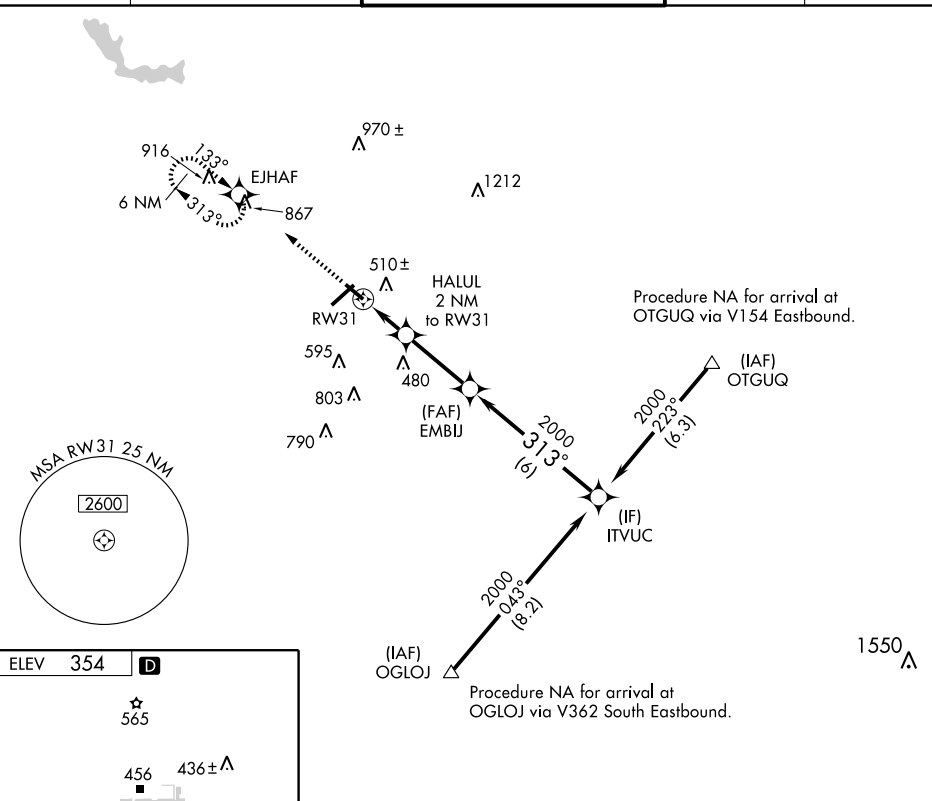 970 ±
916
133°
EJHAF
1212
6 NM
313°
867
510 ±
HALUL
2 NM
to RW31
RW31
Procedure NA for arrival at
OTGUQ via V154 Eastbound.
595
480
(IAF)
OTGUQ
803
(FAF)
EMBIJ
790
2000
313°
(6)
2000
223°
(6.3)
MSA RW31 25 NM
2600
(IF)
ITVUC
2000
043°
(8.2)
1550
(IAF)
OGLOJ
Procedure NA for arrival at
OGLOJ via V362 South Eastbound.
ELEV 354 D
565
456
436 ±